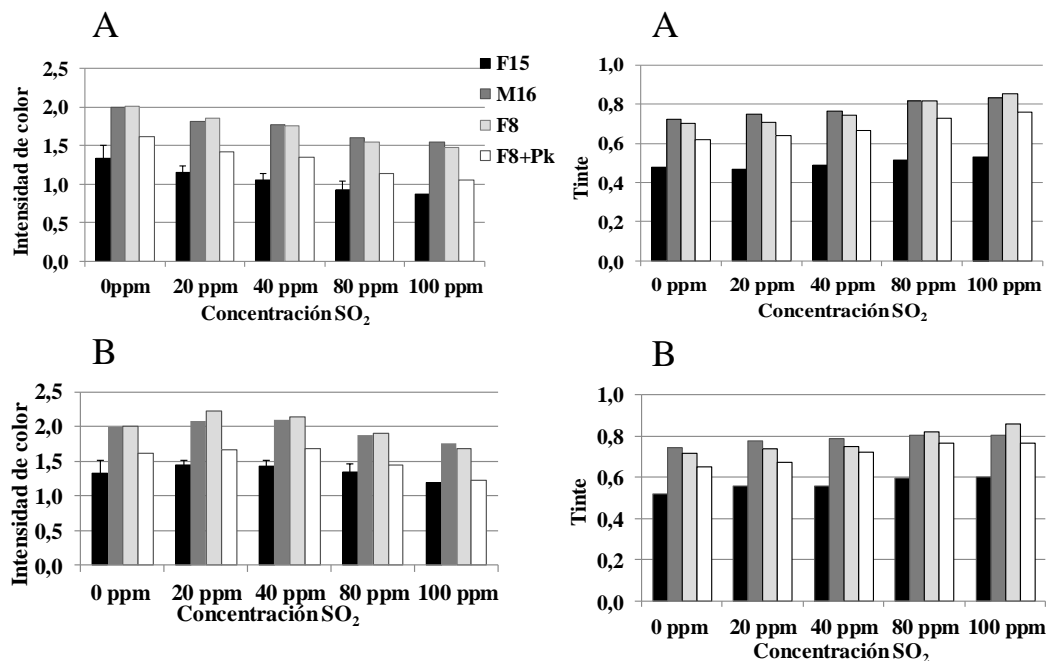 A
Intensidad de color
2,5
2,0
1,5
1,0
0,5
0,0
0ppm 20 ppm 40 ppm 80 ppm 100 ppm
Concentración SO₂
F15
M16
F8
F8+Pk
A
Tinte
1,0
0,8
0,6
0,4
0,2
0,0
0 ppm 20 ppm 40 ppm 80 ppm 100 ppm
Concentración SO₂
B
Intensidad de color
2,5
2,0
1,5
1,0
0,5
0,0
0 ppm 20 ppm 40 ppm 80 ppm 100 ppm
Concentración SO₂
B
Tinte
1,0
0,8
0,6
0,4
0,2
0,0
0 ppm 20 ppm 40 ppm 80 ppm 100 ppm
Concentración SO₂